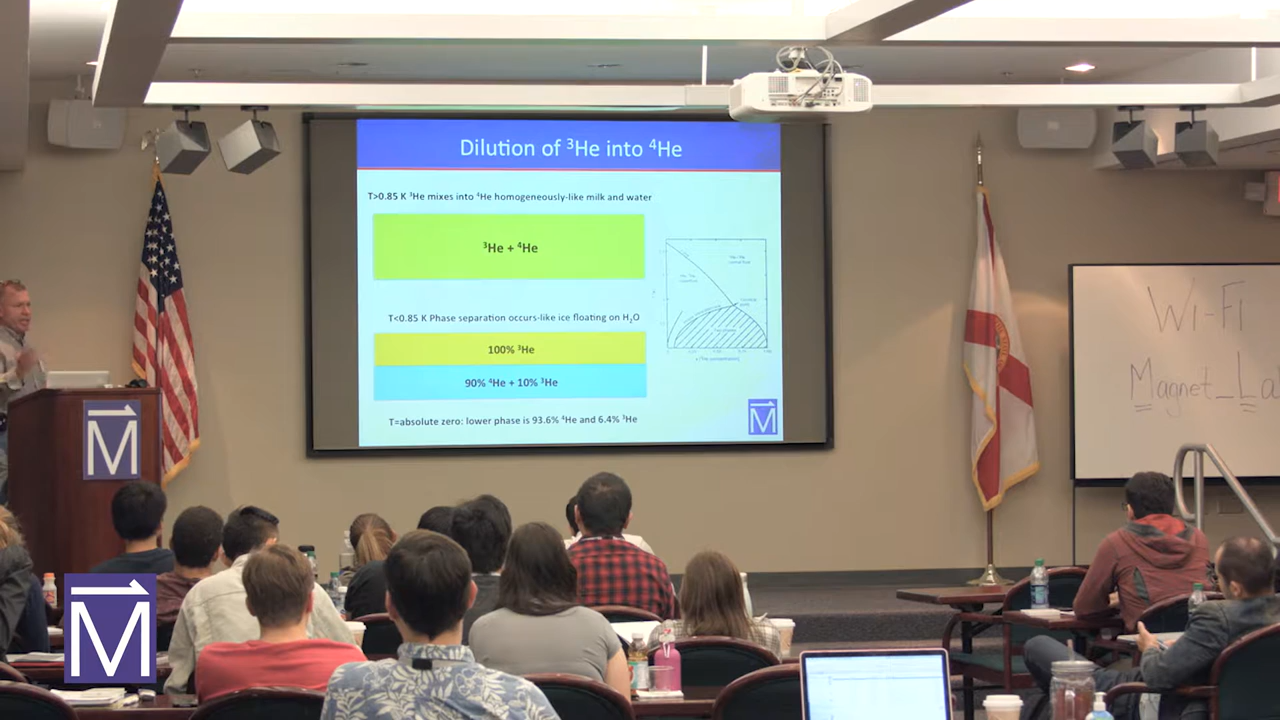 Dilution of ³He into ⁴He
T>0.85 K ³He mixes into ⁴He homogeneously-like milk and water
³He + ⁴He
T<0.85 K Phase separation occurs-like ice floating on H₂O
100% ³He
90% ⁴He + 10% ³He
T=absolute zero: lower phase is 93.6% ⁴He and 6.4% ³He
M
M
M
Wi-Fi
Magnet_La